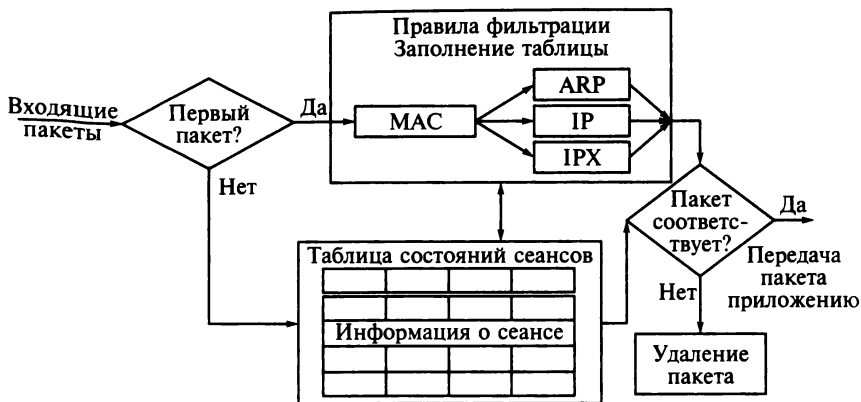 Правила фильтрации
Заполнение таблицы
Входящие
пакеты
Первый
пакет?
Да
MAC
ARP
IP
IPX
Нет
Пакет
соответс-
твует?
Да
Передача
пакета
приложению
Нет
Таблица состояний сеансов
Информация о сеансе
Удаление
пакета